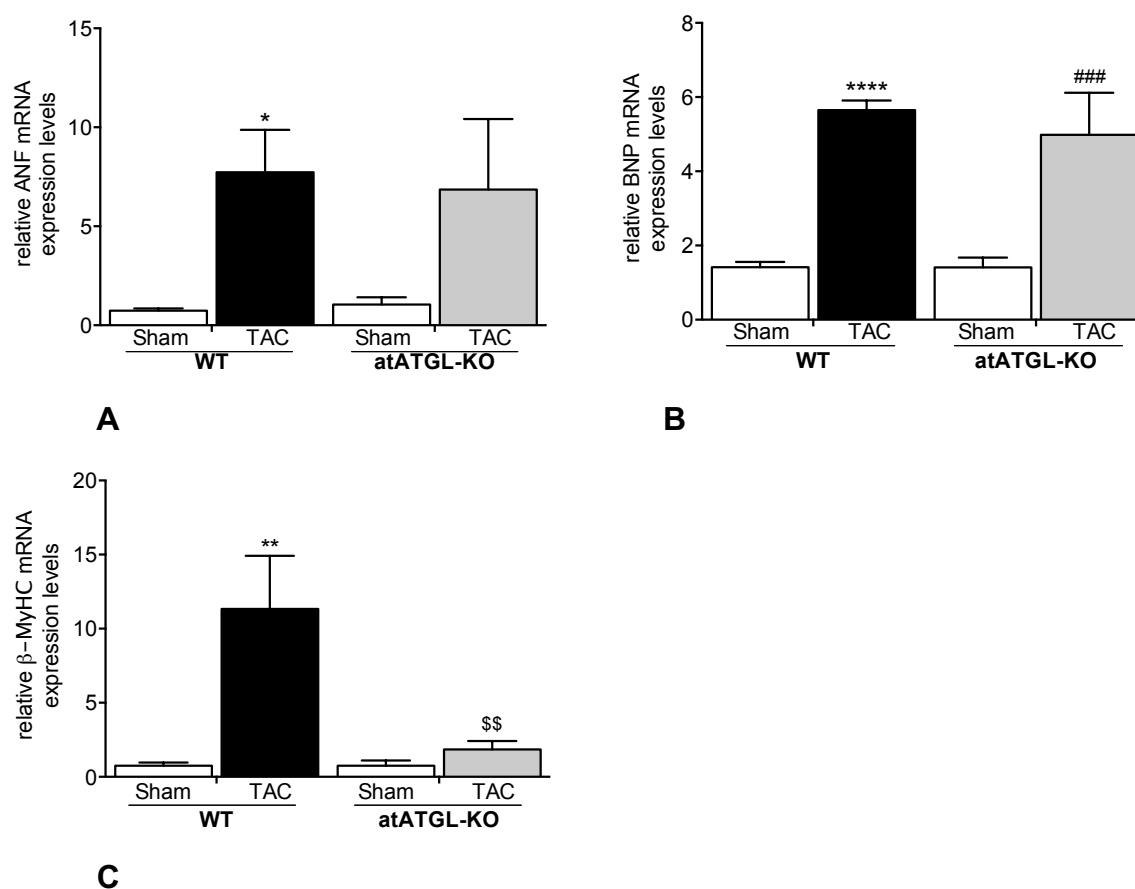 relative ANF mRNA
expression levels
15
10
5
0
*
Sham TAC Sham TAC
WT atATGL-KO
A
relative BNP mRNA
expression levels
8
6
4
2
0
****
###
Sham TAC Sham TAC
WT atATGL-KO
B
relative β-MyHC mRNA
expression levels
20
15
10
5
0
**
$$
Sham TAC Sham TAC
WT atATGL-KO
C